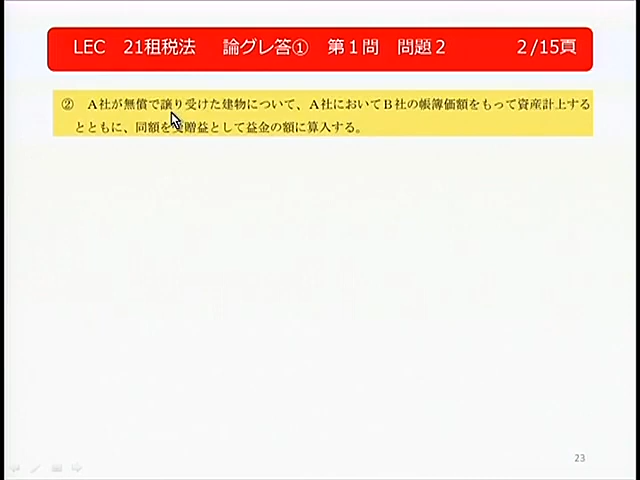 LEC 21租税法 論グレ答① 第1問 問題2 2/15頁
② A社が無償で譲り受けた建物について、A社においてB社の帳簿価額をもって資産計上する
とともに、同額を受贈益として益金の額に算入する。
23